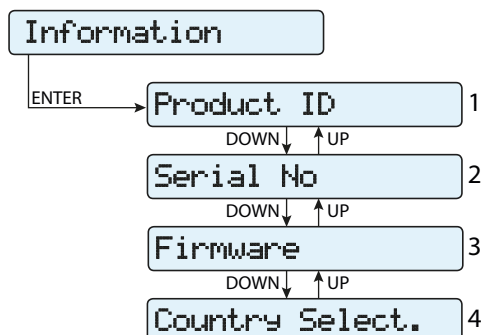 Information
ENTER
Product ID 1
DOWN UP
Serial No 2
DOWN UP
Firmware 3
DOWN UP
Country Select. 4